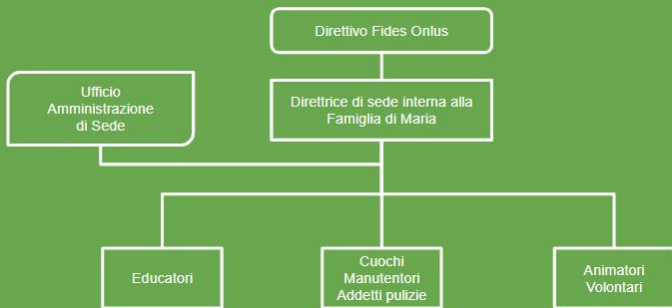 Direttivo Fides Onlus
Ufficio
Amministrazione
di Sede
Direttrice di sede interna alla
Famiglia di Maria
Educatori
Cuochi
Manutentori
Addetti pulizie
Animatori
Volontari